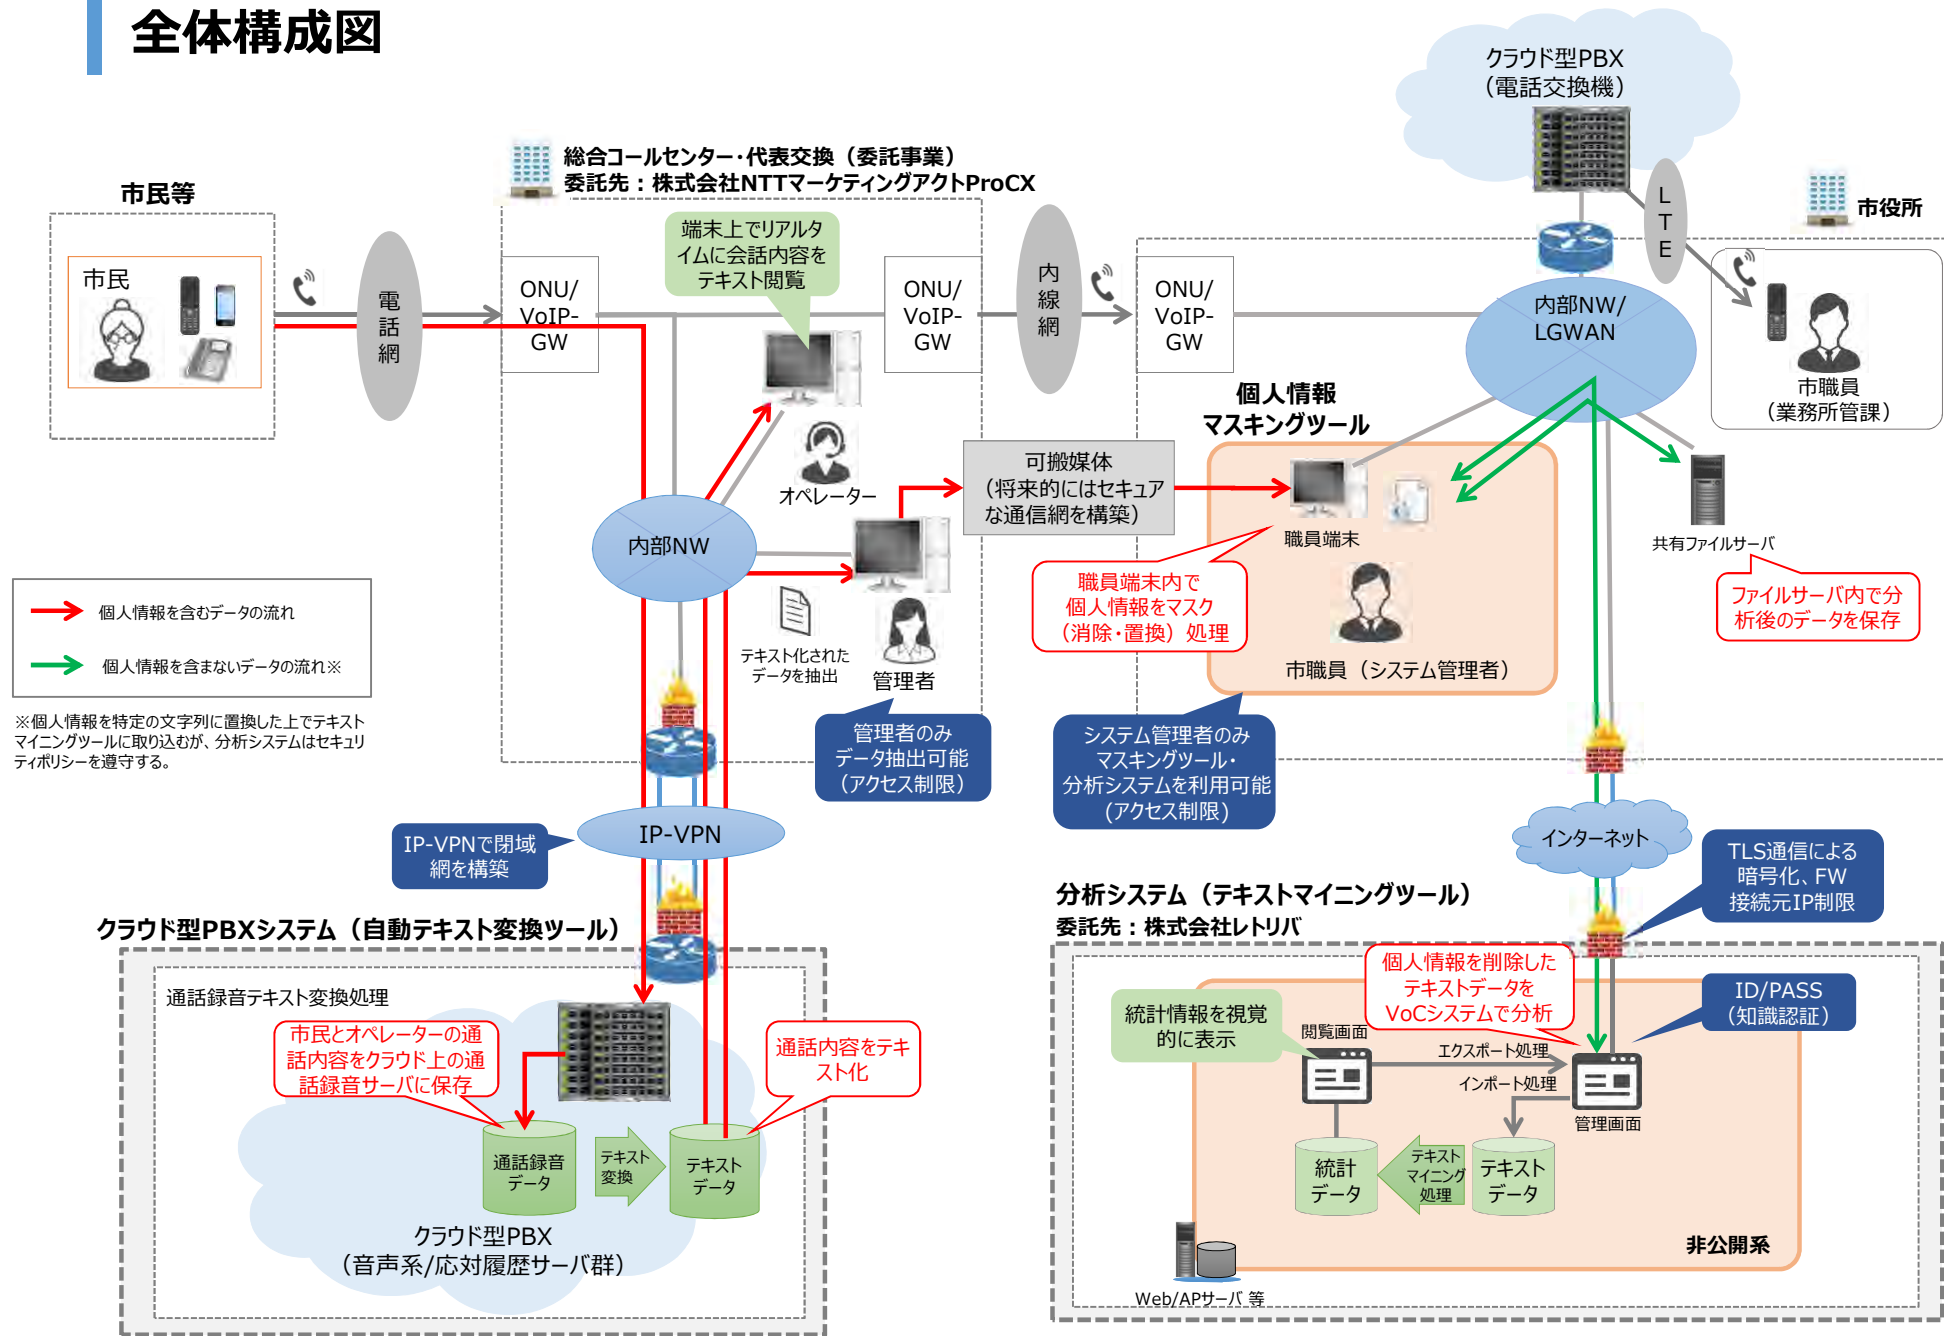 全体構成図
クラウド型PBX
（電話交換機）
総合コールセンター・代表交換（委託事業）
委託先：株式会社NTTマーケティングアクトProCX
市民等
市役所
L
T
E
端末上でリアルタ
イムに会話内容を
テキスト閲覧
市民
電
話
網
ONU/
VoIP-
GW
ONU/
VoIP-
GW
内
線
網
ONU/
VoIP-
GW
内部NW/
LGWAN
市職員
（業務所管課）
個人情報
マスキングツール
オペレーター
可搬媒体
（将来的にはセキュア
な通信網を構築）
職員端末
共有ファイルサーバ
内部NW
職員端末内で
個人情報をマスク
（消除・置換）処理
ファイルサーバ内で分
析後のデータを保存
個人情報を含むデータの流れ
個人情報を含まないデータの流れ※
テキスト化された
データを抽出
管理者
市職員（システム管理者）
※個人情報を特定の文字列に置換した上でテキスト
マイニングツールに取り込むが、分析システムはセキュリ
ティポリシーを遵守する。
管理者のみ
データ抽出可能
（アクセス制限）
システム管理者のみ
マスキングツール・
分析システムを利用可能
(アクセス制限)
IP-VPNで閉域
網を構築
IP-VPN
インターネット
TLS通信による
暗号化、FW
接続元IP制限
分析システム（テキストマイニングツール）
委託先：株式会社レトリバ
クラウド型PBXシステム（自動テキスト変換ツール）
通話録音テキスト変換処理
市民とオペレーターの通
話内容をクラウド上の通
話録音サーバに保存
通話内容をテキ
スト化
統計情報を視覚
的に表示
個人情報を削除した
テキストデータを
VoCシステムで分析
ID/PASS
（知識認証）
閲覧画面
エクスポート処理
インポート処理
管理画面
通話録音
データ
テキスト
変換
テキスト
データ
統計
データ
テキスト
マイニング
処理
テキスト
データ
クラウド型PBX
（音声系/応対履歴サーバ群）
非公開系
Web/APサーバ 等